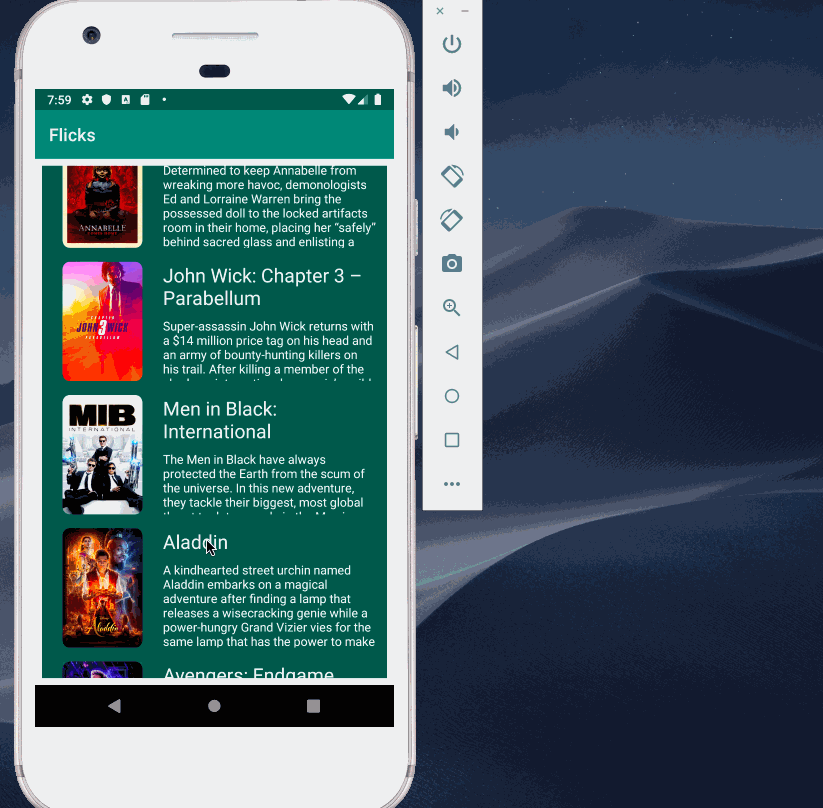 7:59
Flicks
Determined to keep Annabelle from
wreaking more havoc, demonologists
Ed and Lorraine Warren bring the
possessed doll to the locked artifacts
room in their home, placing her “safely”
behind sacred glass and enlisting a
ANNABELLE
John Wick: Chapter 3 –
Parabellum
Super-assassin John Wick returns with
a $14 million price tag on his head and
an army of bounty-hunting killers on
his trail. After killing a member of the
JOHN 3 WICK
Men in Black:
International
MIB
INTERNATIONAL
The Men in Black have always
protected the Earth from the scum of
the universe. In this new adventure,
they tackle their biggest, most global
Aladdin
A kindhearted street urchin named
Aladdin embarks on a magical
adventure after finding a lamp that
releases a wisecracking genie while a
power-hungry Grand Vizier vies for the
same lamp that has the power to make
Aladdin
Avengers: Endgame